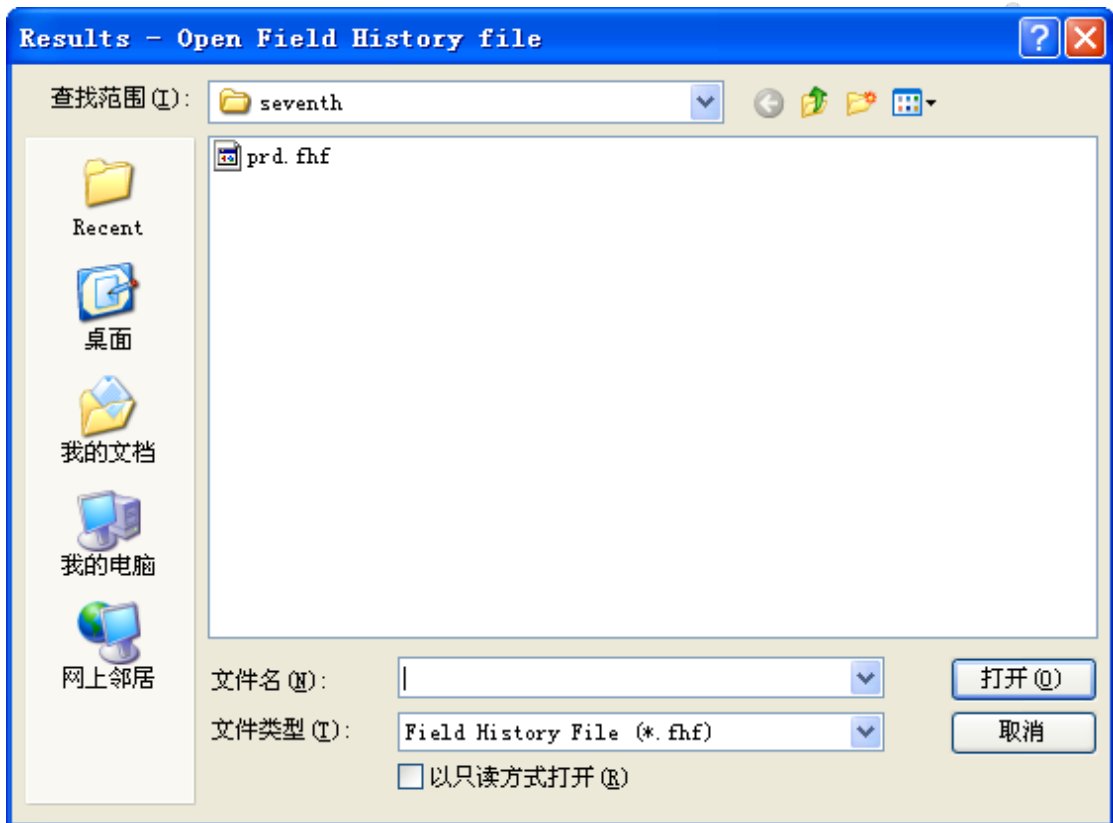 Results - Open Field History file
查找范围(I):
seventh
prd.fhf
Recent
桌面
我的文档
我的电脑
网上邻居
文件名(N):
打开(O)
文件类型(T):
Field History File (*.fhf)
取消
以只读方式打开(R)